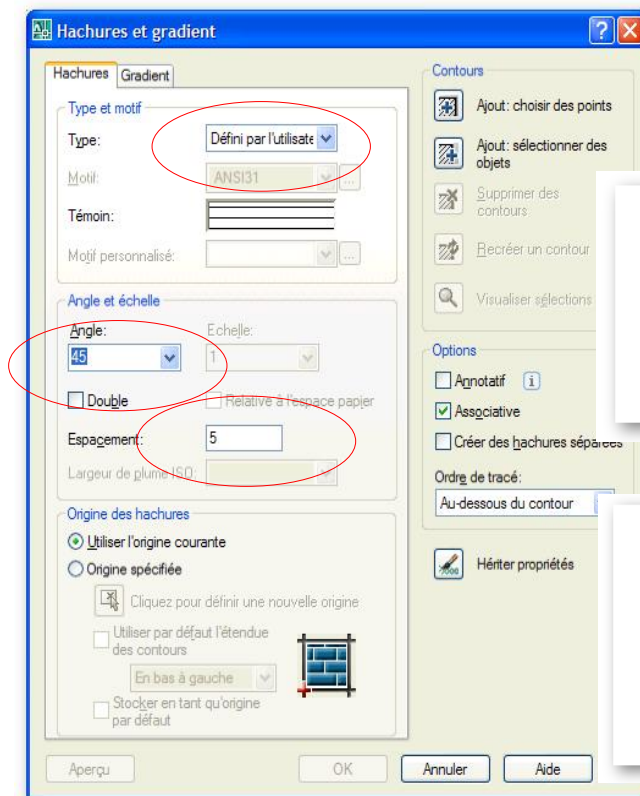 Hachures et gradient
Hachures
Gradient
Type et motif
Type:
Défini par l'utilisate
Motif:
ANSI31
...
Témoin:
Motif personnalisé:
...
Angle et échelle
Angle:
Echelle:
45
1
Double
Relative à l'espace papier
Espacement:
5
Largeur de plume ISO:
Origine des hachures
Utiliser l'origine courante
Origine spécifiée
Cliquez pour définir une nouvelle origine
Utiliser par défaut l'étendue
des contours
En bas à gauche
Stocker en tant qu'origine
par défaut
Contours
Ajout: choisir des points
Ajout: sélectionner des
objets
Supprimer des
contours
Recréer un contour
Visualiser sélections
Options
Annotatif
Associative
Créer des hachures séparées
Ordre de tracé:
Au-dessous du contour
Hériter propriétés
Aperçu
OK
Annuler
Aide